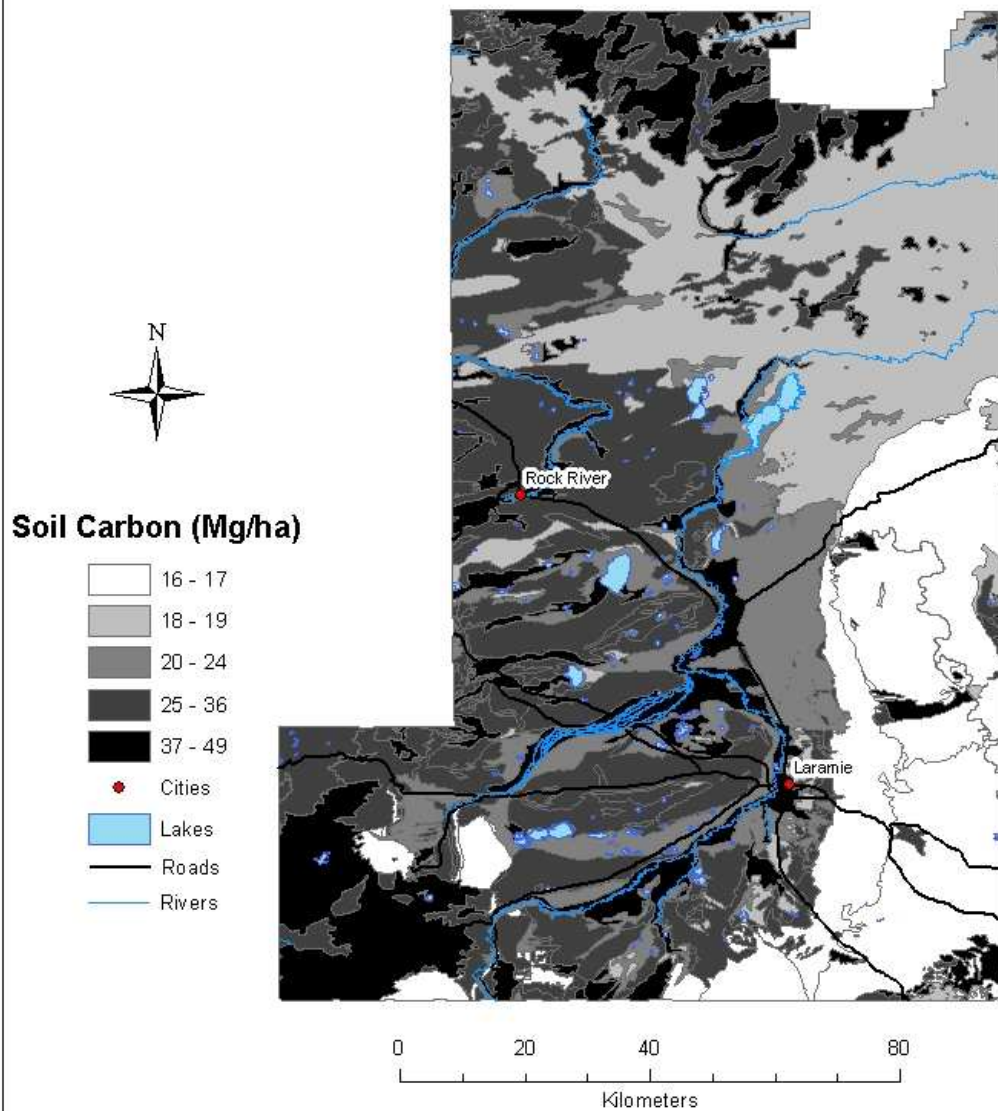 N
Rock River
Soil Carbon (Mg/ha)
16 - 17
18 - 19
20 - 24
25 - 36
37 - 49
Cities
Lakes
Roads
Rivers
Laramie
0 20 40 80
Kilometers